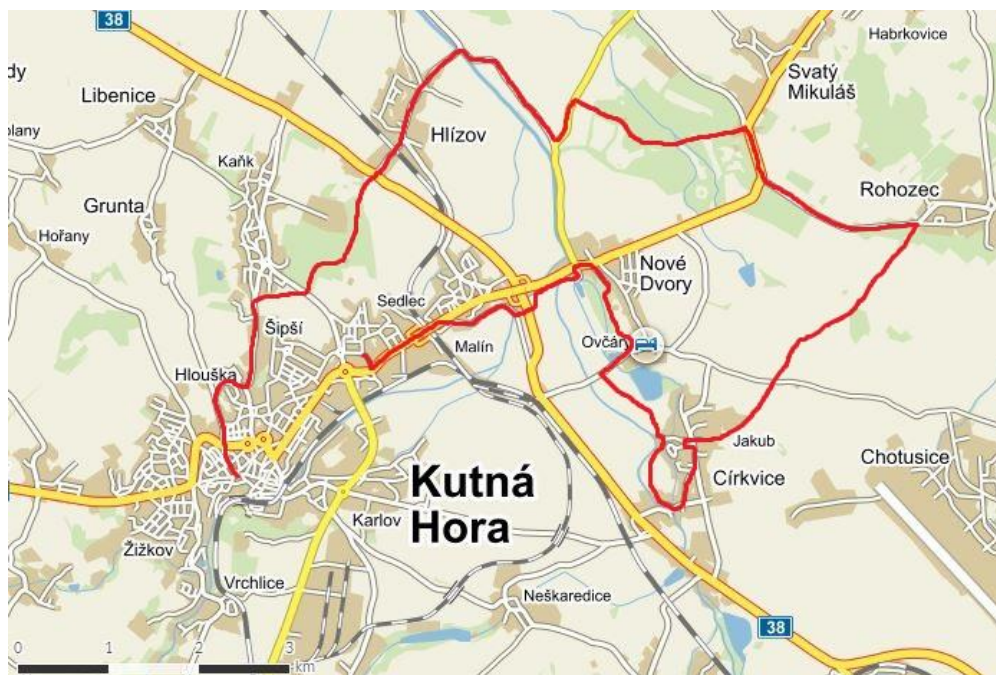 38
Habrkovice
dy
Libenice
Svatý
Mikuláš
olany
Hlízov
Kaňk
Rohozec
Grunta
Hořany
Nové
Dvory
Sedlec
Šipší
Malín
Ovčáry
Hlouška
Jakub
Kutná
Hora
Církvice
Chotusice
Karlov
Žižkov
Vrchlice
Neškaredice
38
0 1 2 3
km